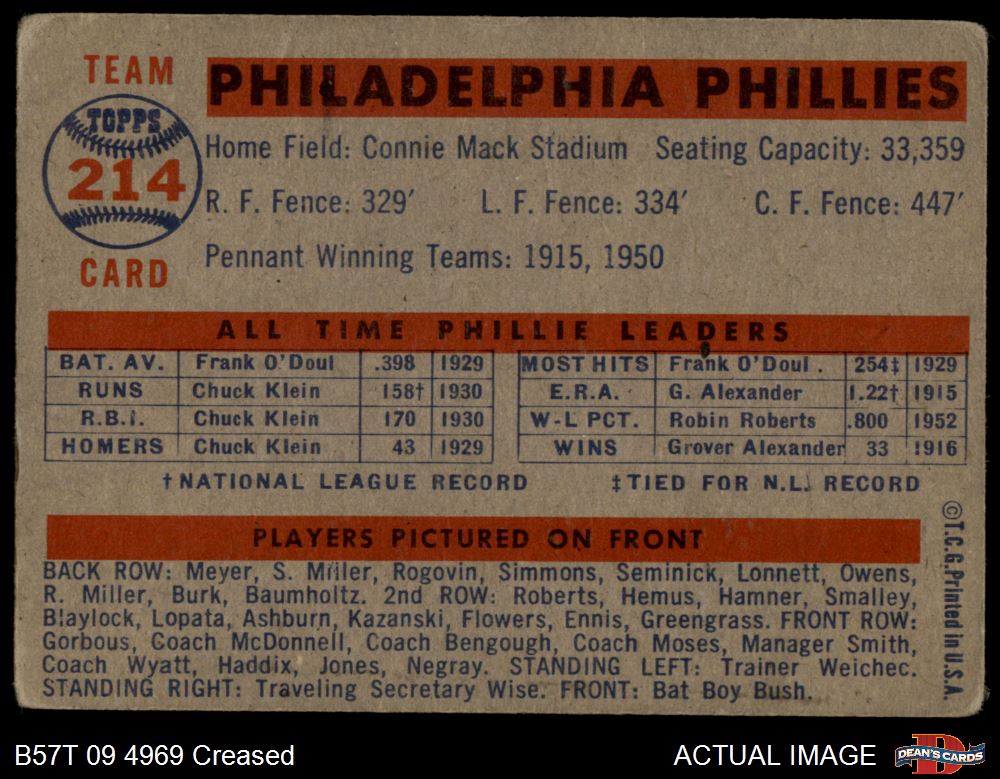 TEAM
TOPPS
214
CARD
PHILADELPHIA PHILLIES
Home Field: Connie Mack Stadium Seating Capacity: 33,359
R. F. Fence: 329′ L. F. Fence: 334′ C. F. Fence: 447′
Pennant Winning Teams: 1915, 1950
ALL TIME PHILLIE LEADERS
BAT. AV. Frank O'Doul .398 1929 MOST HITS Frank O'Doul . 254‡ 1929
RUNS Chuck Klein 158† 1930 E.R.A. G. Alexander 1.22† 1915
R.B.I. Chuck Klein 170 1930 W-L PCT. Robin Roberts .800 1952
HOMERS Chuck Klein 43 1929 WINS Grover Alexander 33 1916
†NATIONAL LEAGUE RECORD ‡TIED FOR N.L. RECORD
PLAYERS PICTURED ON FRONT
BACK ROW: Meyer, S. Miller, Rogovin, Simmons, Seminick, Lonnett, Owens,
R. Miller, Burk, Baumholtz. 2nd ROW: Roberts, Hemus, Hamner, Smalley,
Blaylock, Lopata, Ashburn, Kazanski, Flowers, Ennis, Greengrass. FRONT ROW:
Gorbous, Coach McDonnell, Coach Bengough, Coach Moses, Manager Smith,
Coach Wyatt, Haddix, Jones, Negray. STANDING LEFT: Trainer Weichec.
STANDING RIGHT: Traveling Secretary Wise. FRONT: Bat Boy Bush.
©T.C.G. Printed in U.S.A.
B57T 09 4969 Creased
ACTUAL IMAGE
DEAN'S CARDS